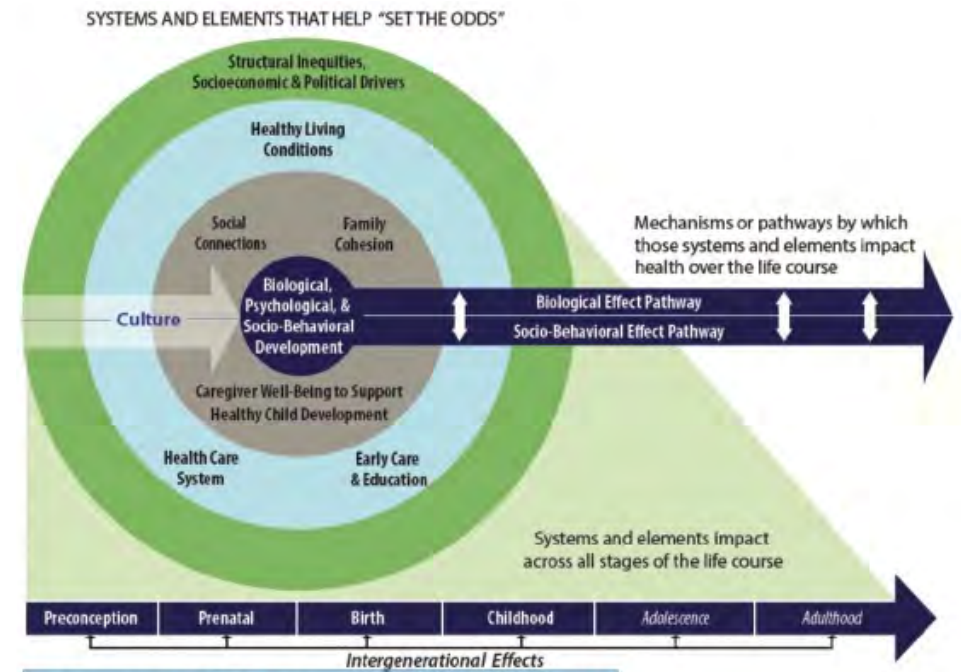 SYSTEMS AND ELEMENTS THAT HELP “SET THE ODDS”
Structural Inequities,
Socioeconomic & Political Drivers
Healthy Living
Conditions
Social
Connections
Family
Cohesion
Mechanisms or pathways by which
those systems and elements impact
health over the life course
Culture
Biological,
Psychological, &
Socio-Behavioral
Development
Biological Effect Pathway
Socio-Behavioral Effect Pathway
Caregiver Well-Being to Support
Healthy Child Development
Health Care
System
Early Care
& Education
Systems and elements impact
across all stages of the life course
Preconception
Prenatal
Birth
Childhood
Adolescence
Adulthood
Intergenerational Effects